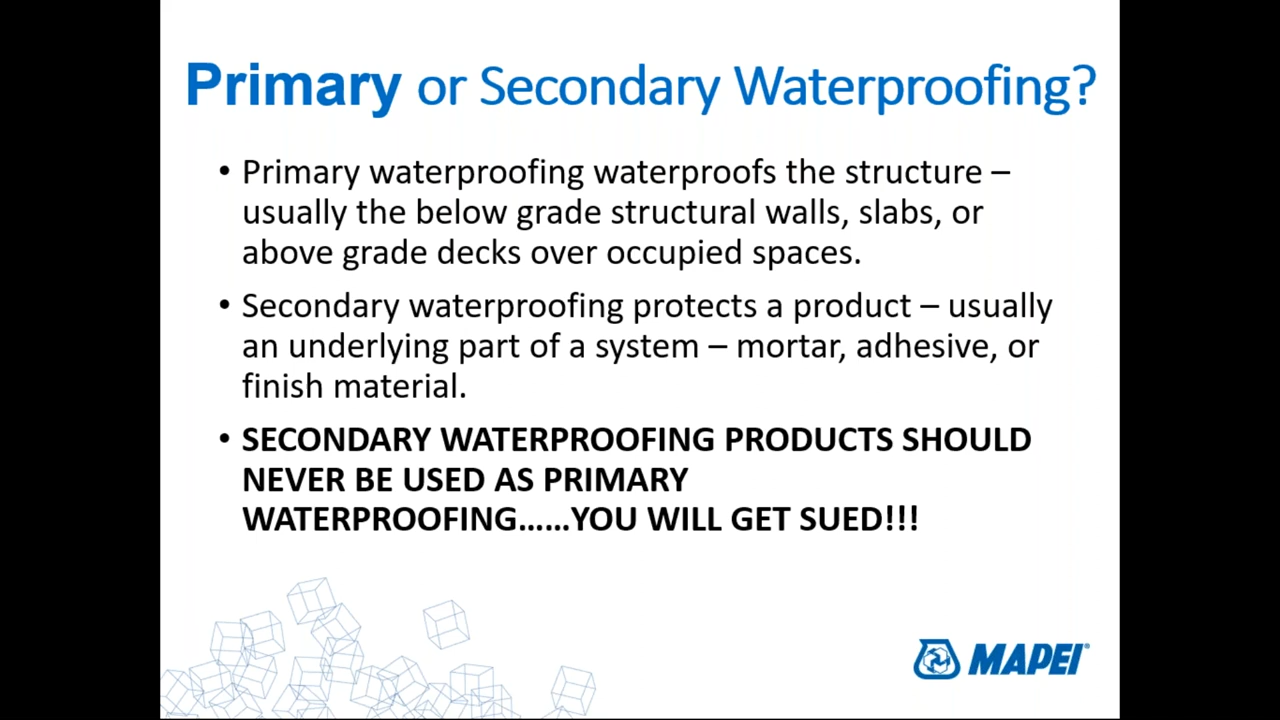 Primary or Secondary Waterproofing?
• Primary waterproofing waterproofs the structure –
usually the below grade structural walls, slabs, or
above grade decks over occupied spaces.
• Secondary waterproofing protects a product – usually
an underlying part of a system – mortar, adhesive, or
finish material.
• SECONDARY WATERPROOFING PRODUCTS SHOULD
NEVER BE USED AS PRIMARY
WATERPROOFING......YOU WILL GET SUED!!!
MAPEI®